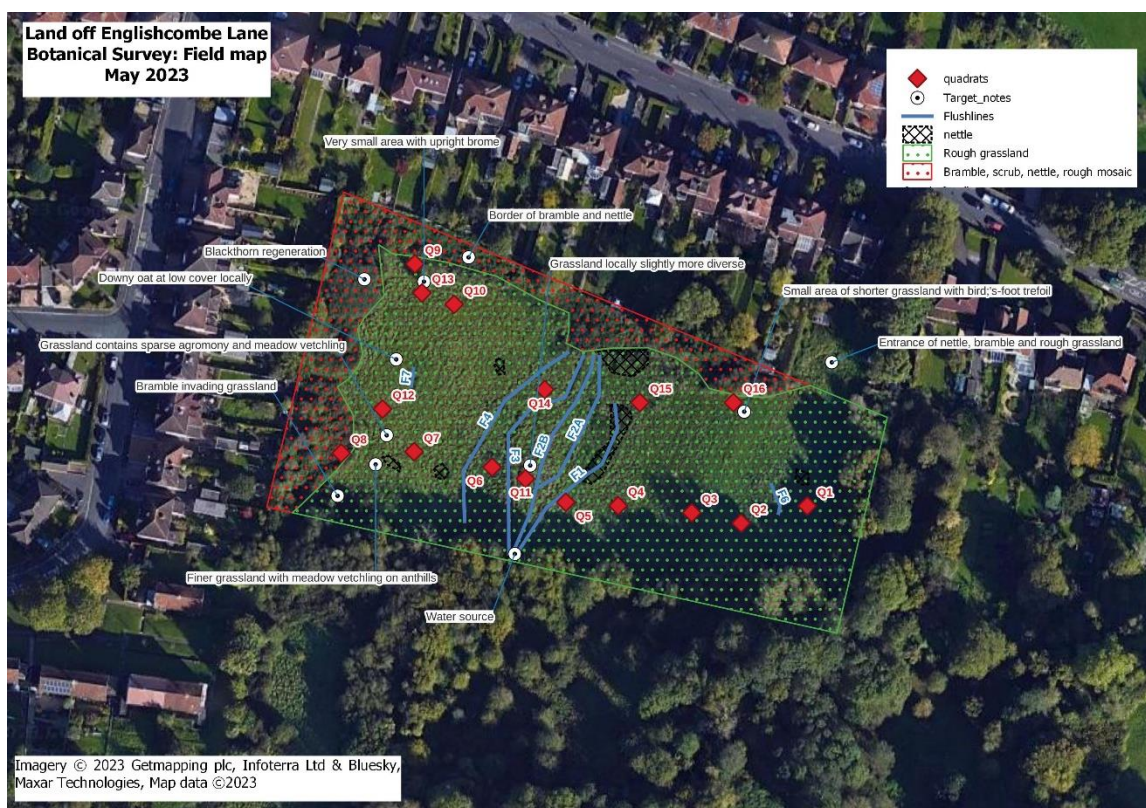 Land off Englishcombe Lane
Botanical Survey: Field map
May 2023
quadrats
Target_notes
Flushlines
nettle
Rough grassland
Bramble, scrub, nettle, rough mosaic
Very small area with upright brome
Border of bramble and nettle
Blackthorn regeneration
Grassland locally slightly more diverse
Downy oat at low cover locally
Small area of shorter grassland with bird;'s-foot trefoil
Grassland contains sparse agromony and meadow vetchling
Entrance of nettle, bramble and rough grassland
Bramble invading grassland
Q9
Q13
Q10
F7
Q14
Q15
Q16
Q12
F4
Q8
Q7
F3
F2B
F2A
Q6
Q11
F1
Q5
Q4
Q3
Q2
F6
Q1
Finer grassland with meadow vetchling on anthills
Water source
Imagery © 2023 Getmapping plc, Infoterra Ltd & Bluesky,
Maxar Technologies, Map data ©2023